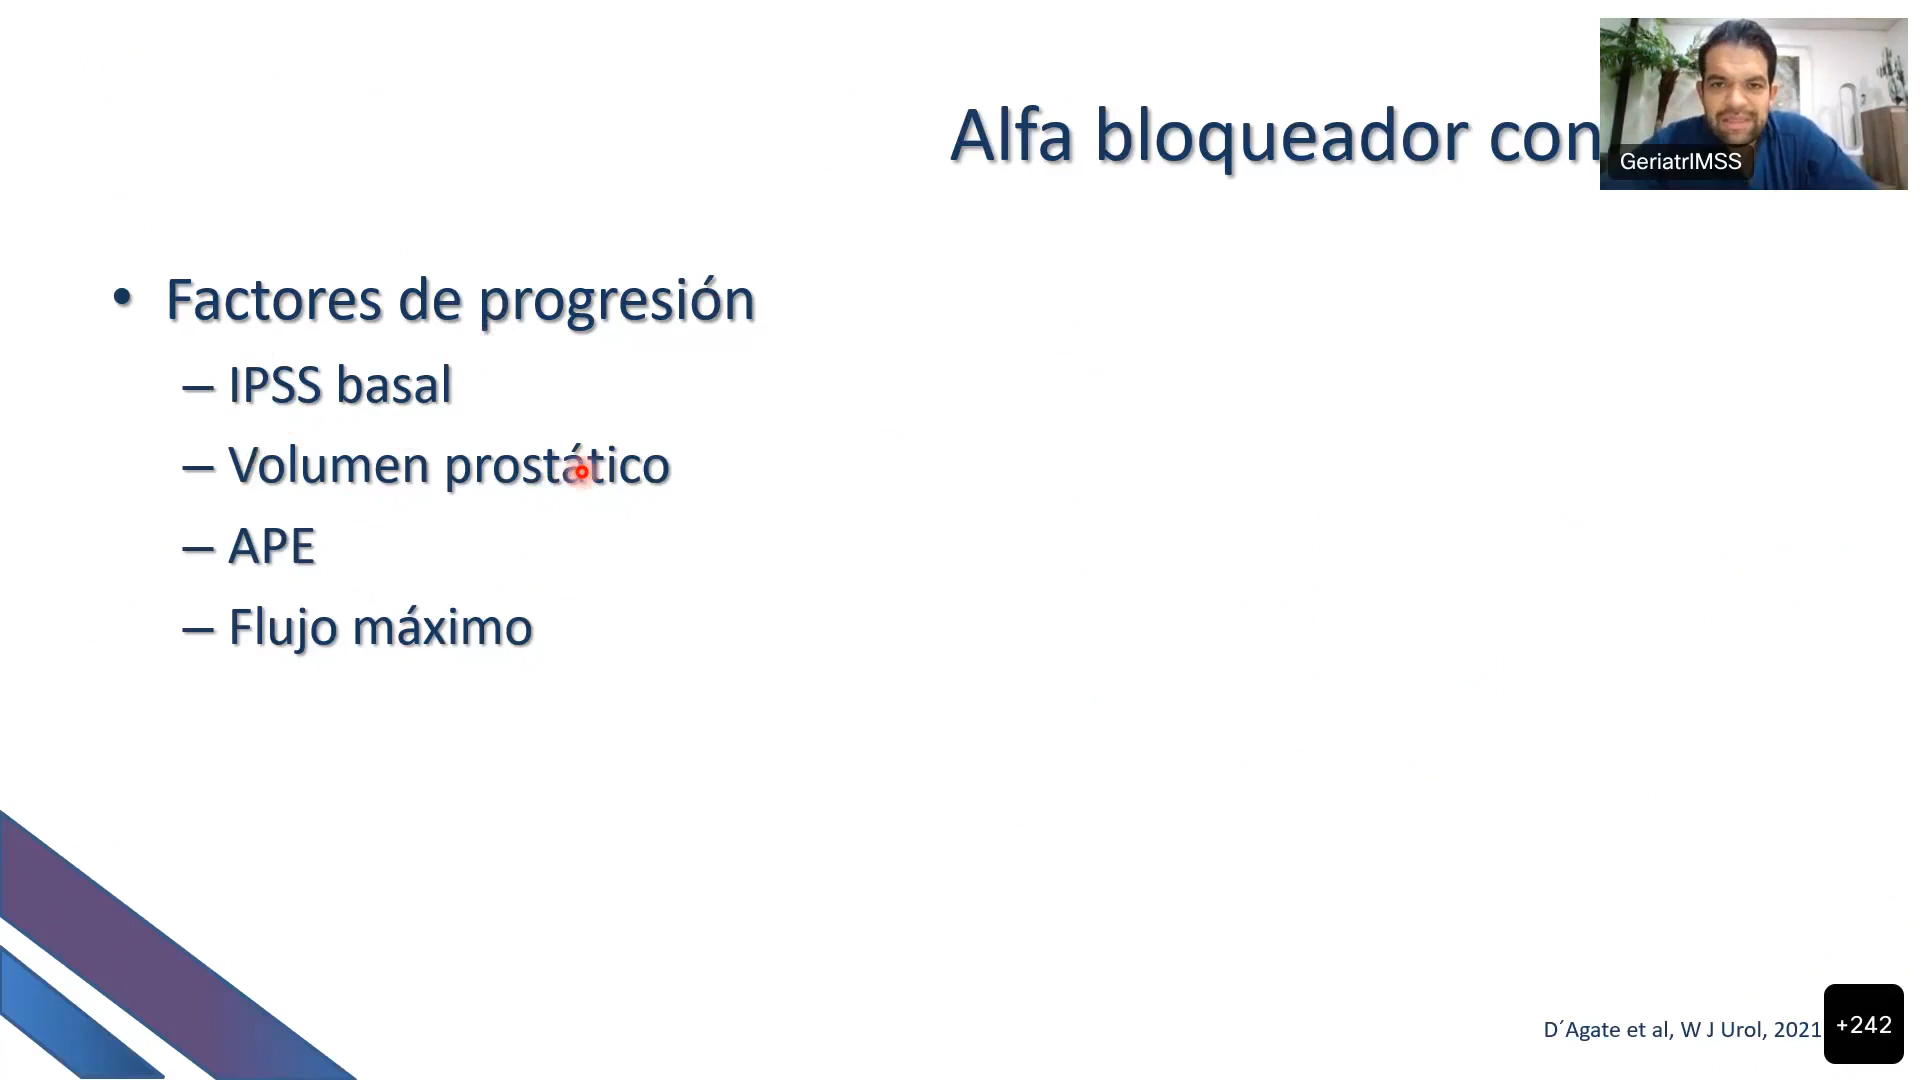 Alfa bloqueador con
GeriatrIMSS
• Factores de progresión
– IPSS basal
– Volumen prostático
– APE
– Flujo máximo
D´Agate et al, W J Urol, 2021
+242